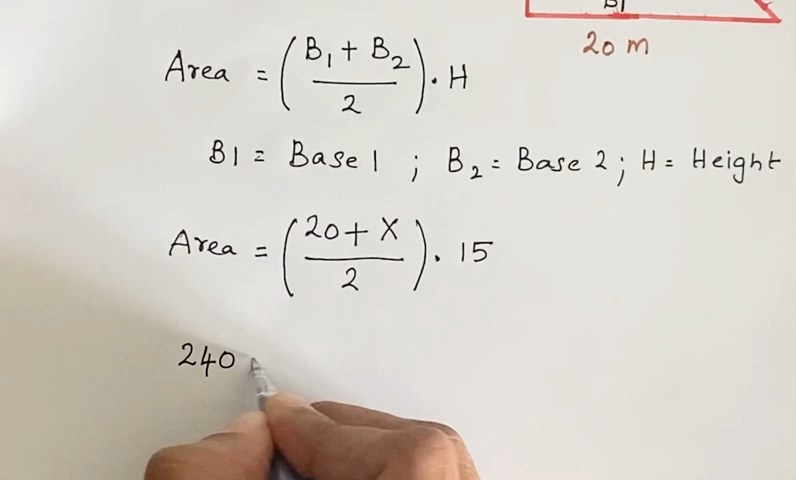 B1
20 m
Area = (B₁ + B₂ / 2) · H
B1 = Base 1 ; B₂ = Base 2 ; H = Height
Area = (20 + X / 2) · 15
240